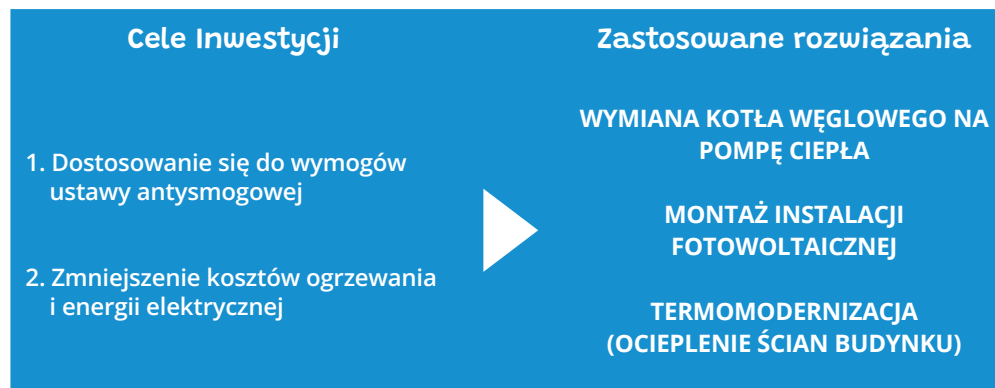 Cele Inwestycji
1. Dostosowanie się do wymogów
ustawy antysmogowej
2. Zmniejszenie kosztów ogrzewania
i energii elektrycznej
Zastosowane rozwiązania
WYMIANA KOTŁA WĘGLOWEGO NA
POMPĘ CIEPŁA
MONTAŻ INSTALACJI
FOTOWOLTAICZNEJ
TERMOMODERNIZACJA
(OCIEPLENIE ŚCIAN BUDYNKU)